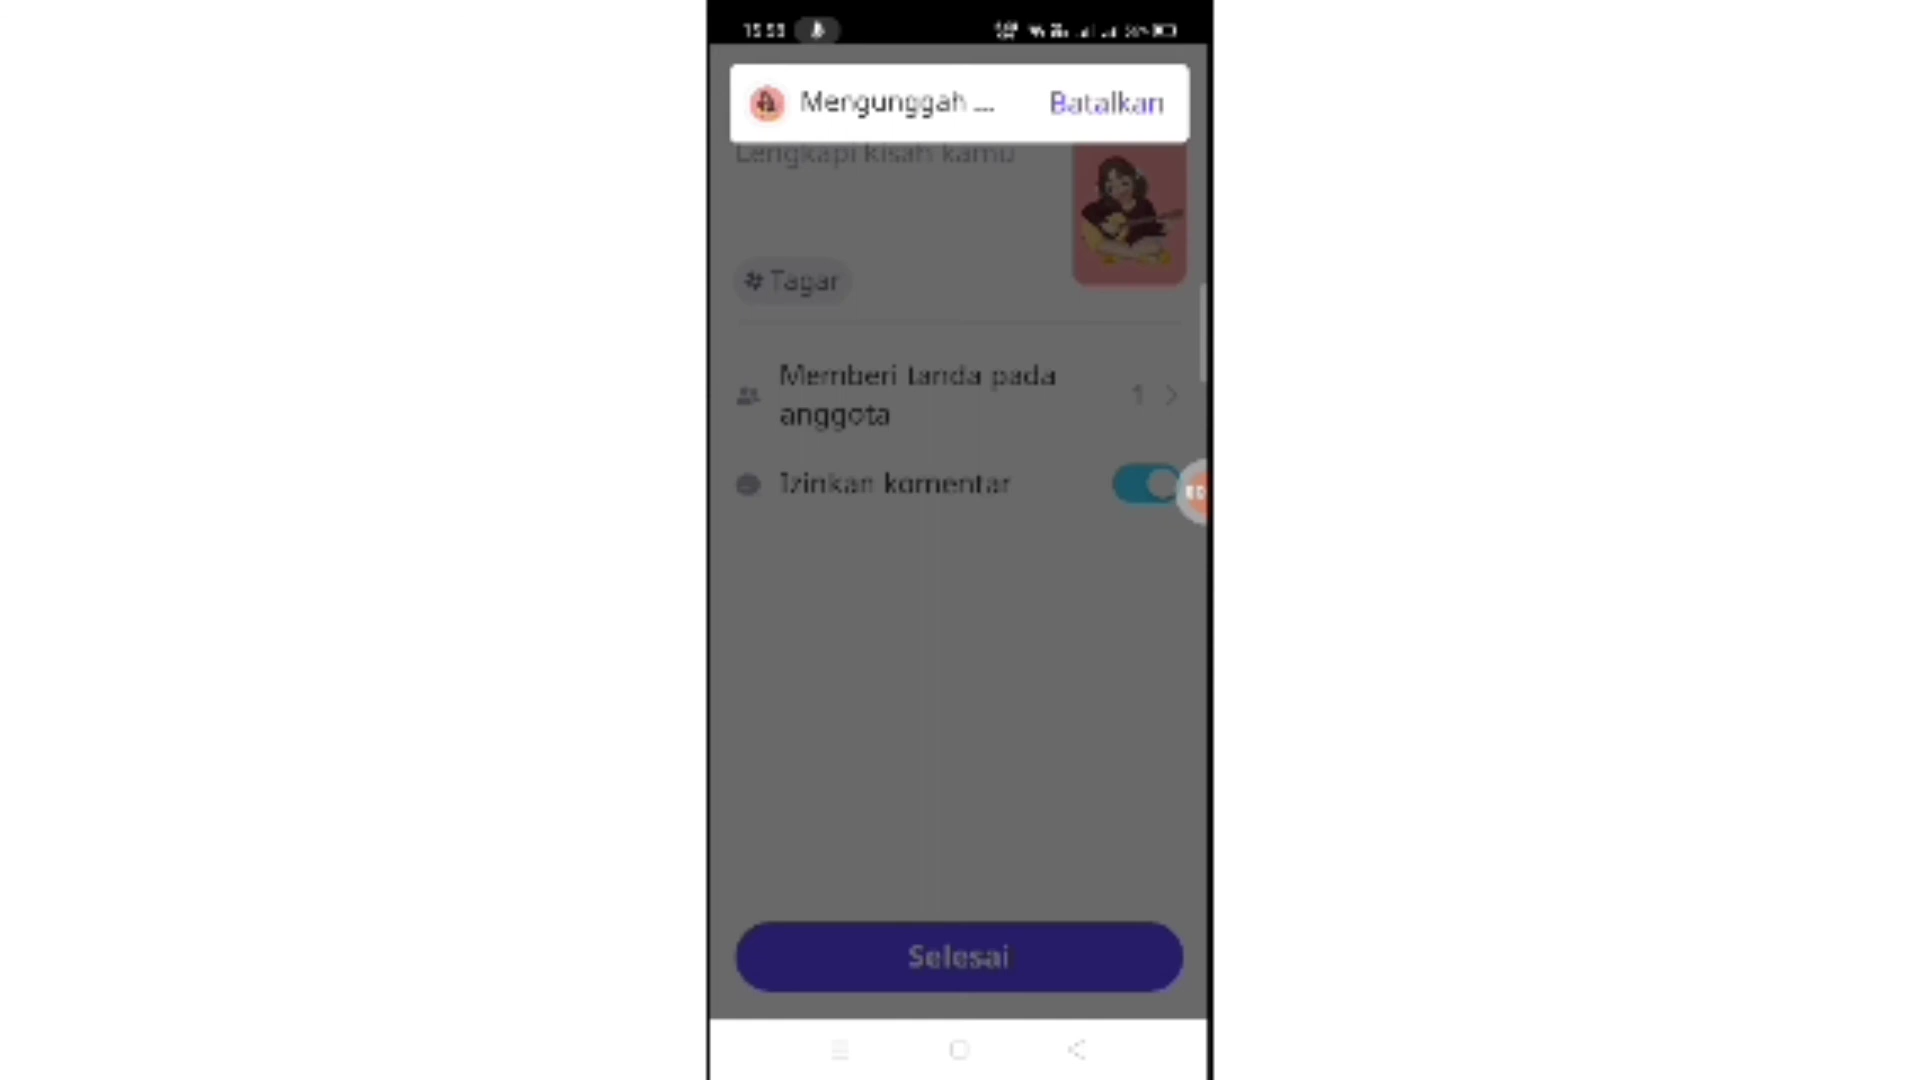 Mengunggah ... Batalkan
Lengkapi kisah kamu
# Tagar
Memberi tanda pada
anggota
1
Izinkan komentar
Selesai